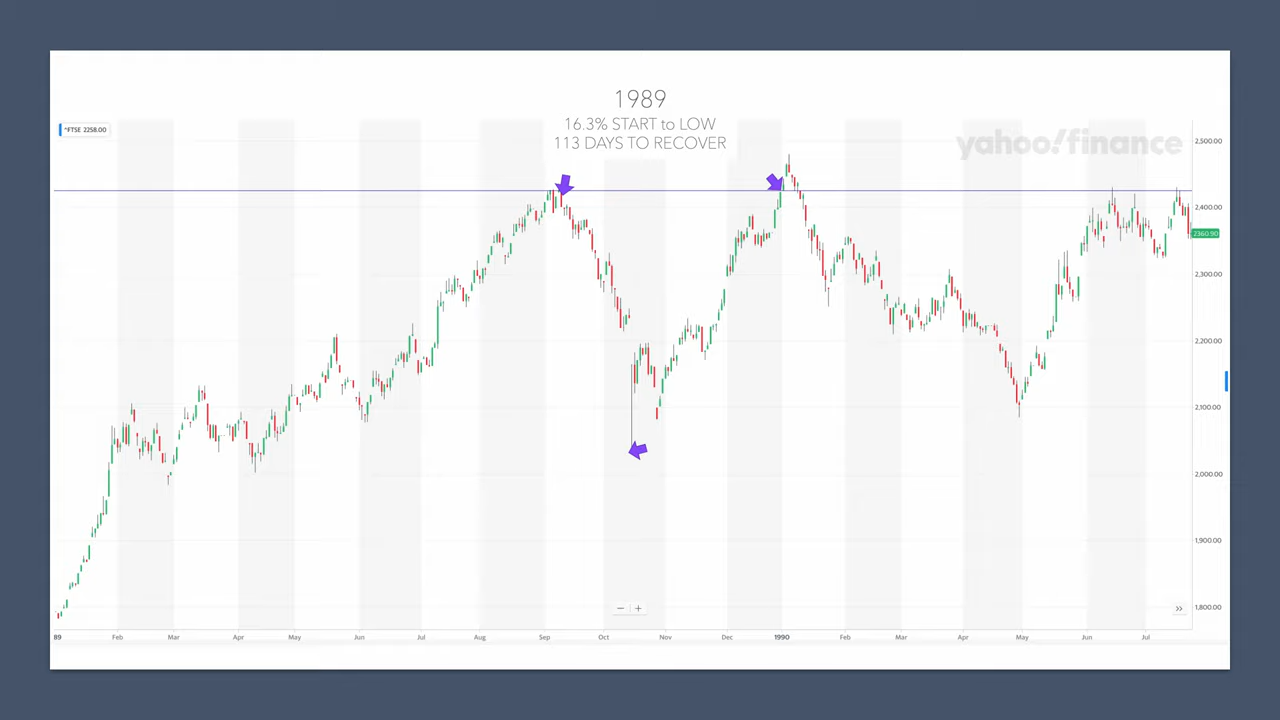 1989
16.3% START to LOW
113 DAYS TO RECOVER
^FTSE 2258.00
yahoo!finance
2,500.00
2,400.00
2360.90
2,300.00
2,200.00
2,100.00
2,000.00
1,900.00
1,800.00
89 Feb Mar Apr May Jun Jul Aug Sep Oct Nov Dec 1990 Feb Mar Apr May Jun Jul